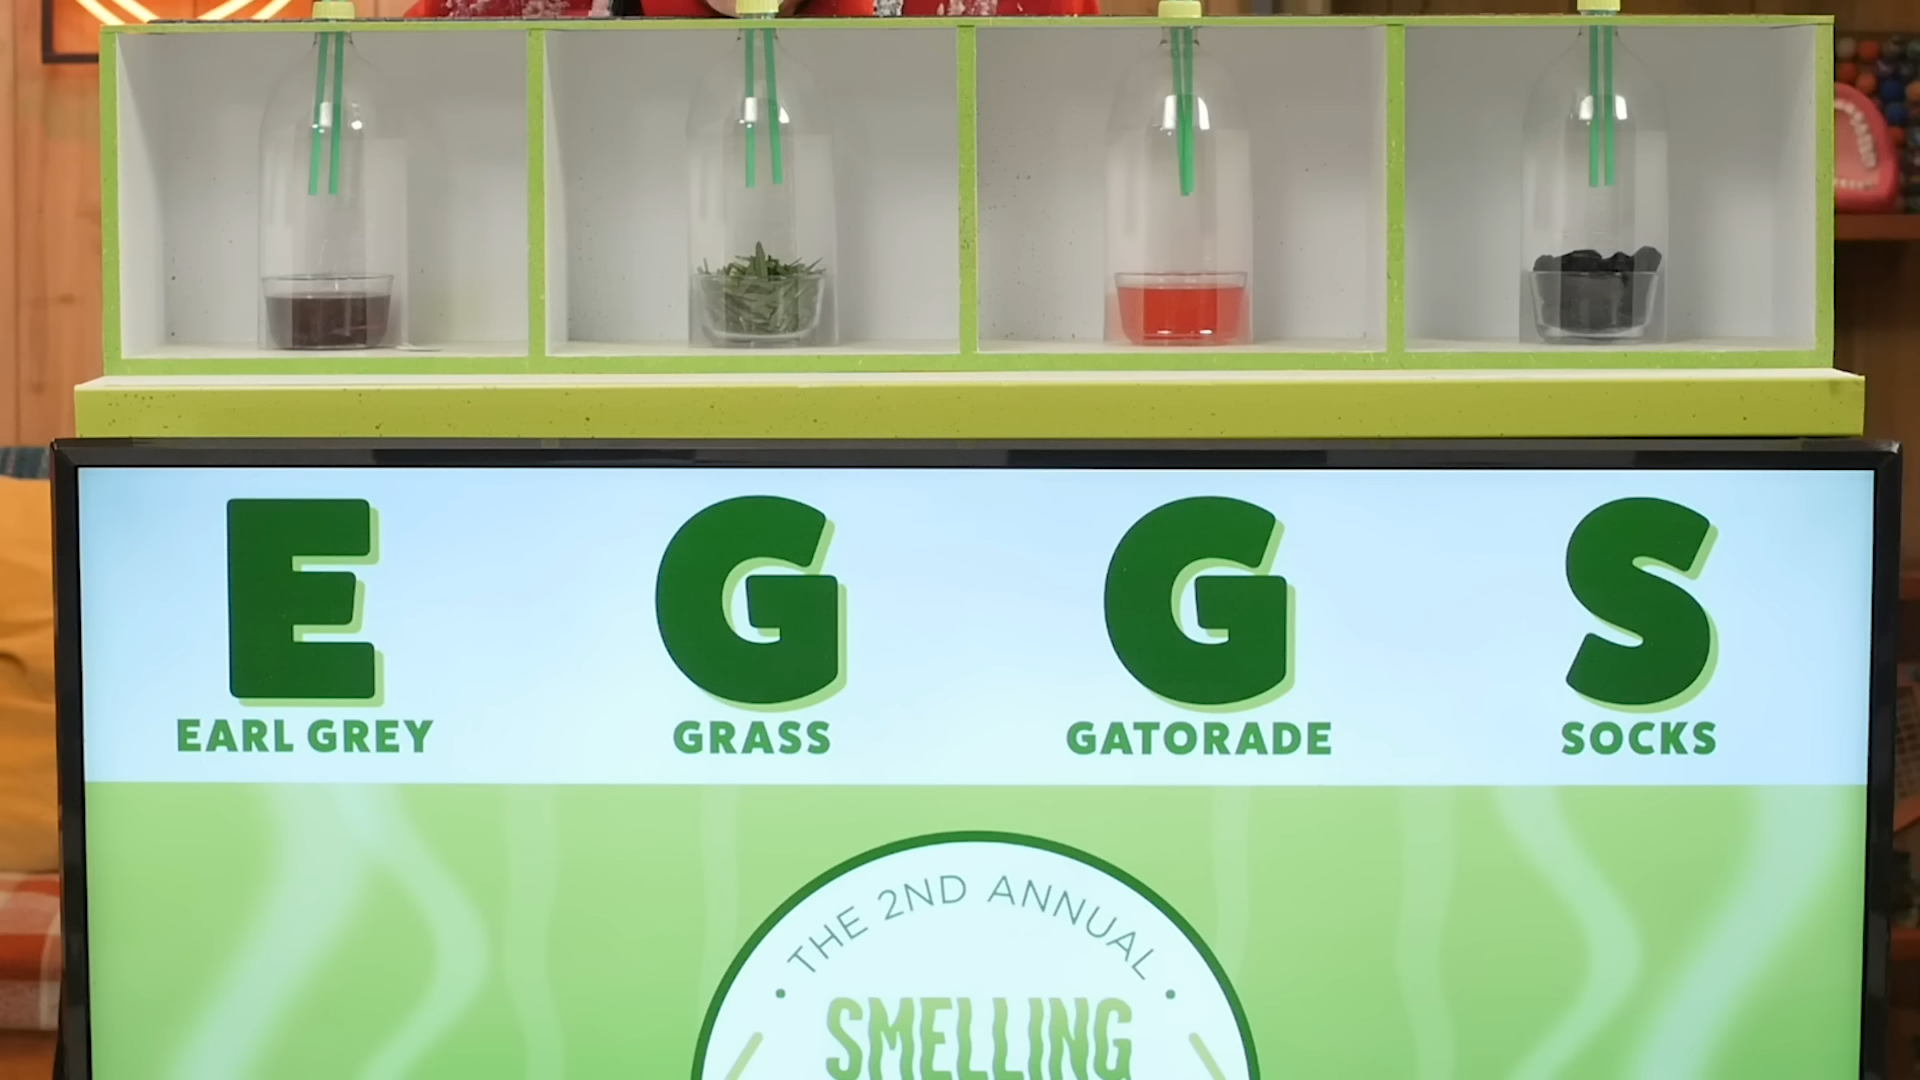 E G G S
EARL GREY GRASS GATORADE SOCKS
• THE 2ND ANNUAL •
SMELLING